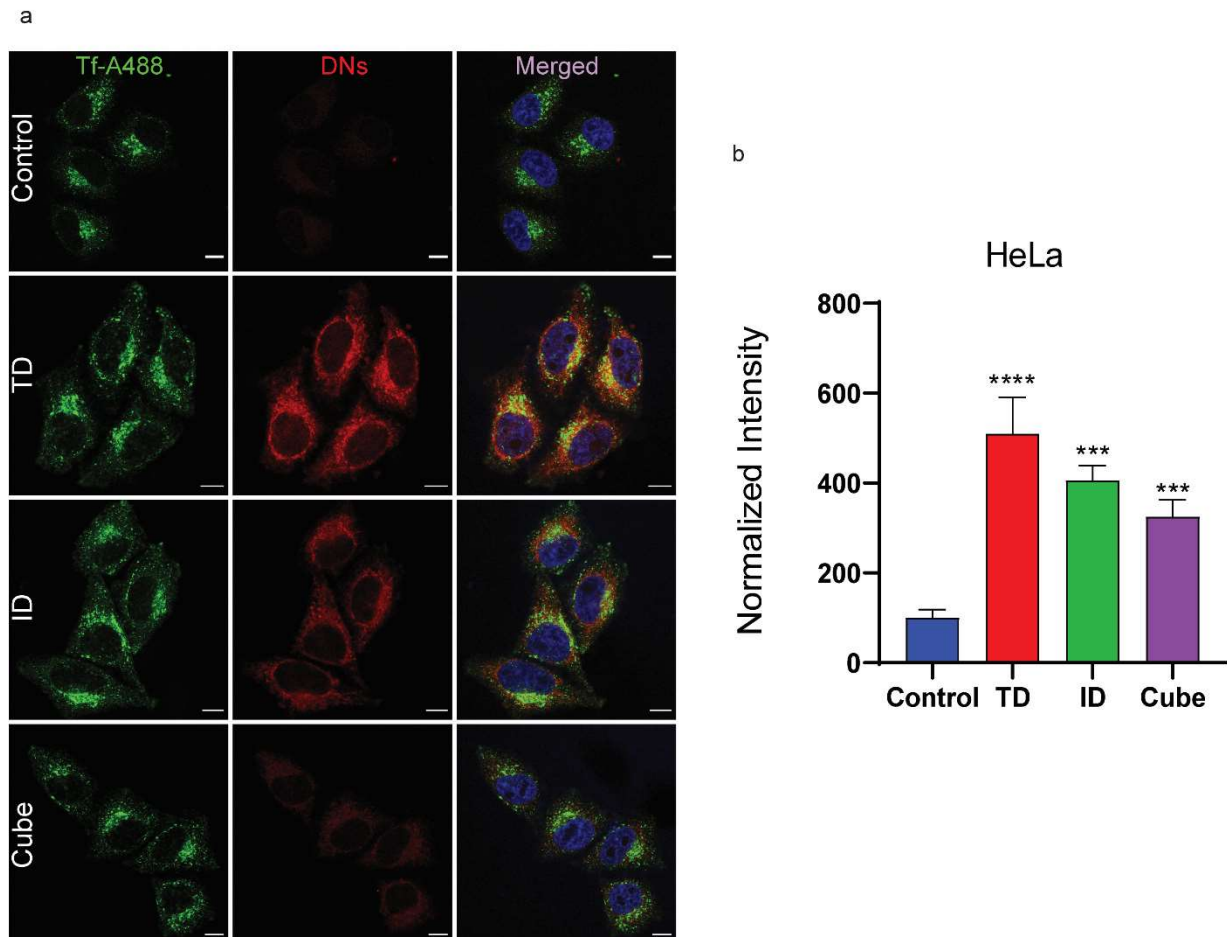 a
Tf-A488 DNs Merged
Control
TD
ID
Cube
b
HeLa
Normalized Intensity
800
600
400
200
0
****
***
***
Control TD ID Cube